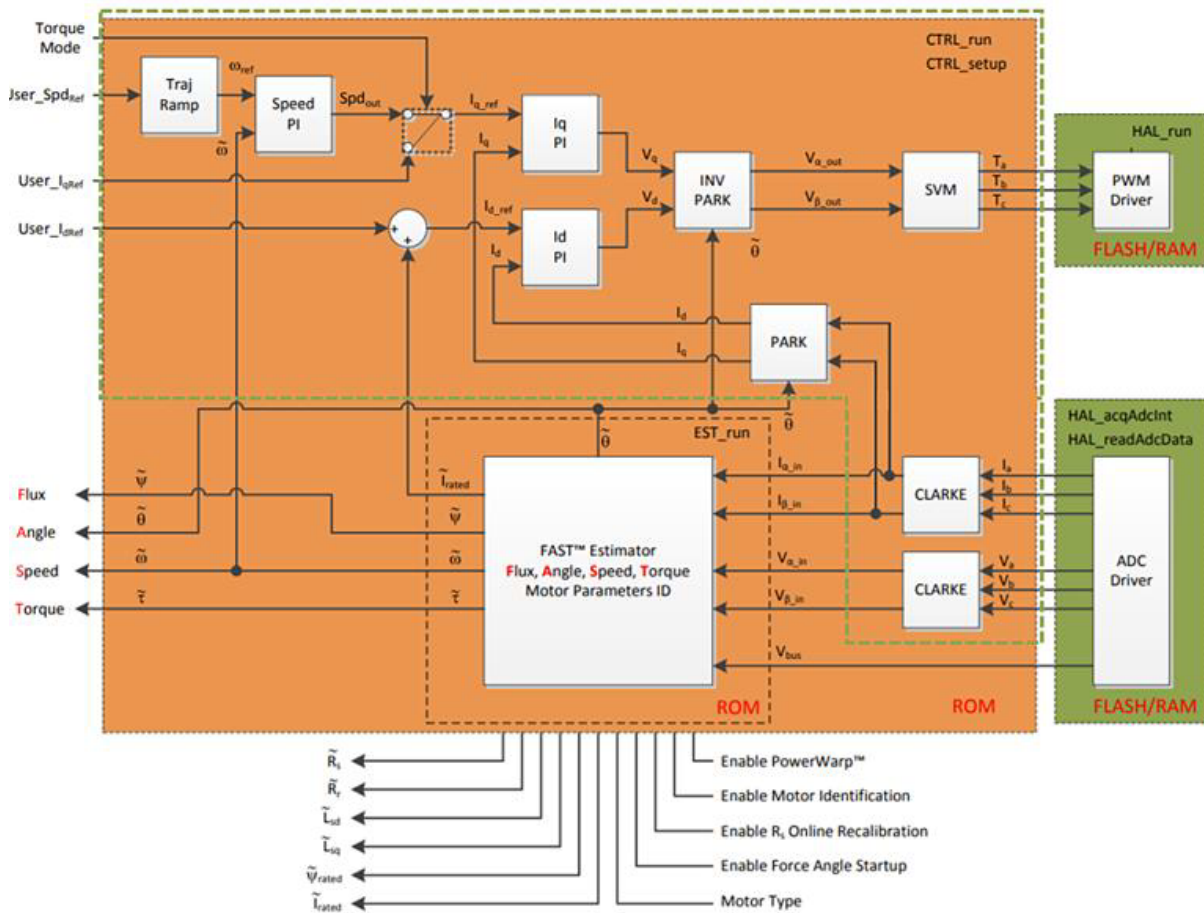 Torque
Mode
CTRL_run
CTRL_setup
User_SpdRef
Traj
Ramp
ωref
Speed
PI
Spdout
ω̃
Iq_ref
Iq
Iq
PI
Vq
Vd
INV
PARK
Vα_out
Vβ_out
SVM
Ta
Tb
Tc
HAL_run
PWM
Driver
FLASH/RAM
User_IqRef
User_IdRef
+
+
Id_ref
Id
Id
PI
θ̃
Id
Iq
PARK
θ̃
θ̃
EST_run
HAL_acqAdcInt
HAL_readAdcData
Flux
ψ̃
Angle
θ̃
Speed
ω̃
Torque
τ̃
Ĩrated
ψ̃
ω̃
τ̃
FAST™ Estimator
Flux, Angle, Speed, Torque
Motor Parameters ID
Iα_in
Iβ_in
Vα_in
Vβ_in
Vbus
CLARKE
CLARKE
Ia
Ib
Ic
Va
Vb
Vc
ADC
Driver
ROM
ROM
FLASH/RAM
R̃s
R̃r
L̃sd
L̃sq
ψ̃rated
Ĩrated
Enable PowerWarp™
Enable Motor Identification
Enable Rs Online Recalibration
Enable Force Angle Startup
Motor Type